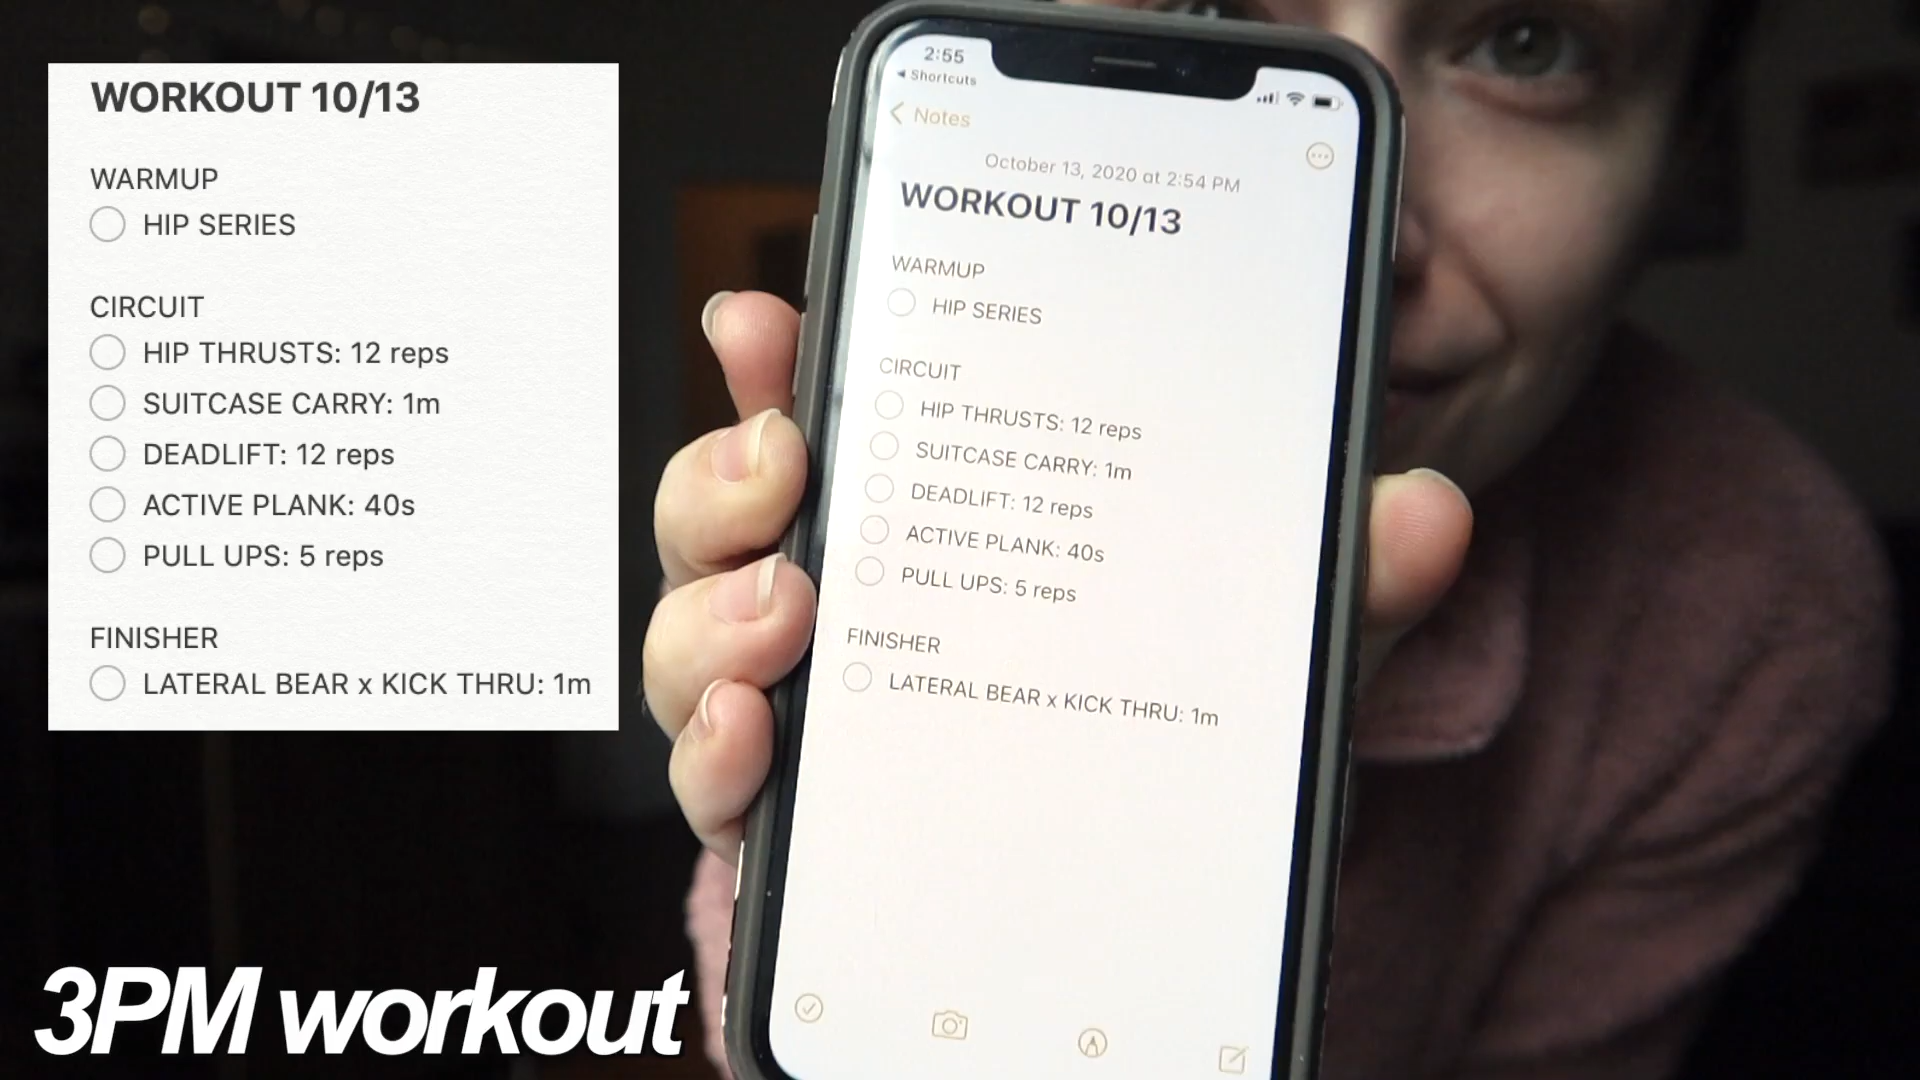 WORKOUT 10/13
WARMUP
HIP SERIES
CIRCUIT
HIP THRUSTS: 12 reps
SUITCASE CARRY: 1m
DEADLIFT: 12 reps
ACTIVE PLANK: 40s
PULL UPS: 5 reps
FINISHER
LATERAL BEAR x KICK THRU: 1m
3PM workout
2:55
Shortcuts
Notes
October 13, 2020 at 2:54 PM
WORKOUT 10/13
WARMUP
HIP SERIES
CIRCUIT
HIP THRUSTS: 12 reps
SUITCASE CARRY: 1m
DEADLIFT: 12 reps
ACTIVE PLANK: 40s
PULL UPS: 5 reps
FINISHER
LATERAL BEAR x KICK THRU: 1m